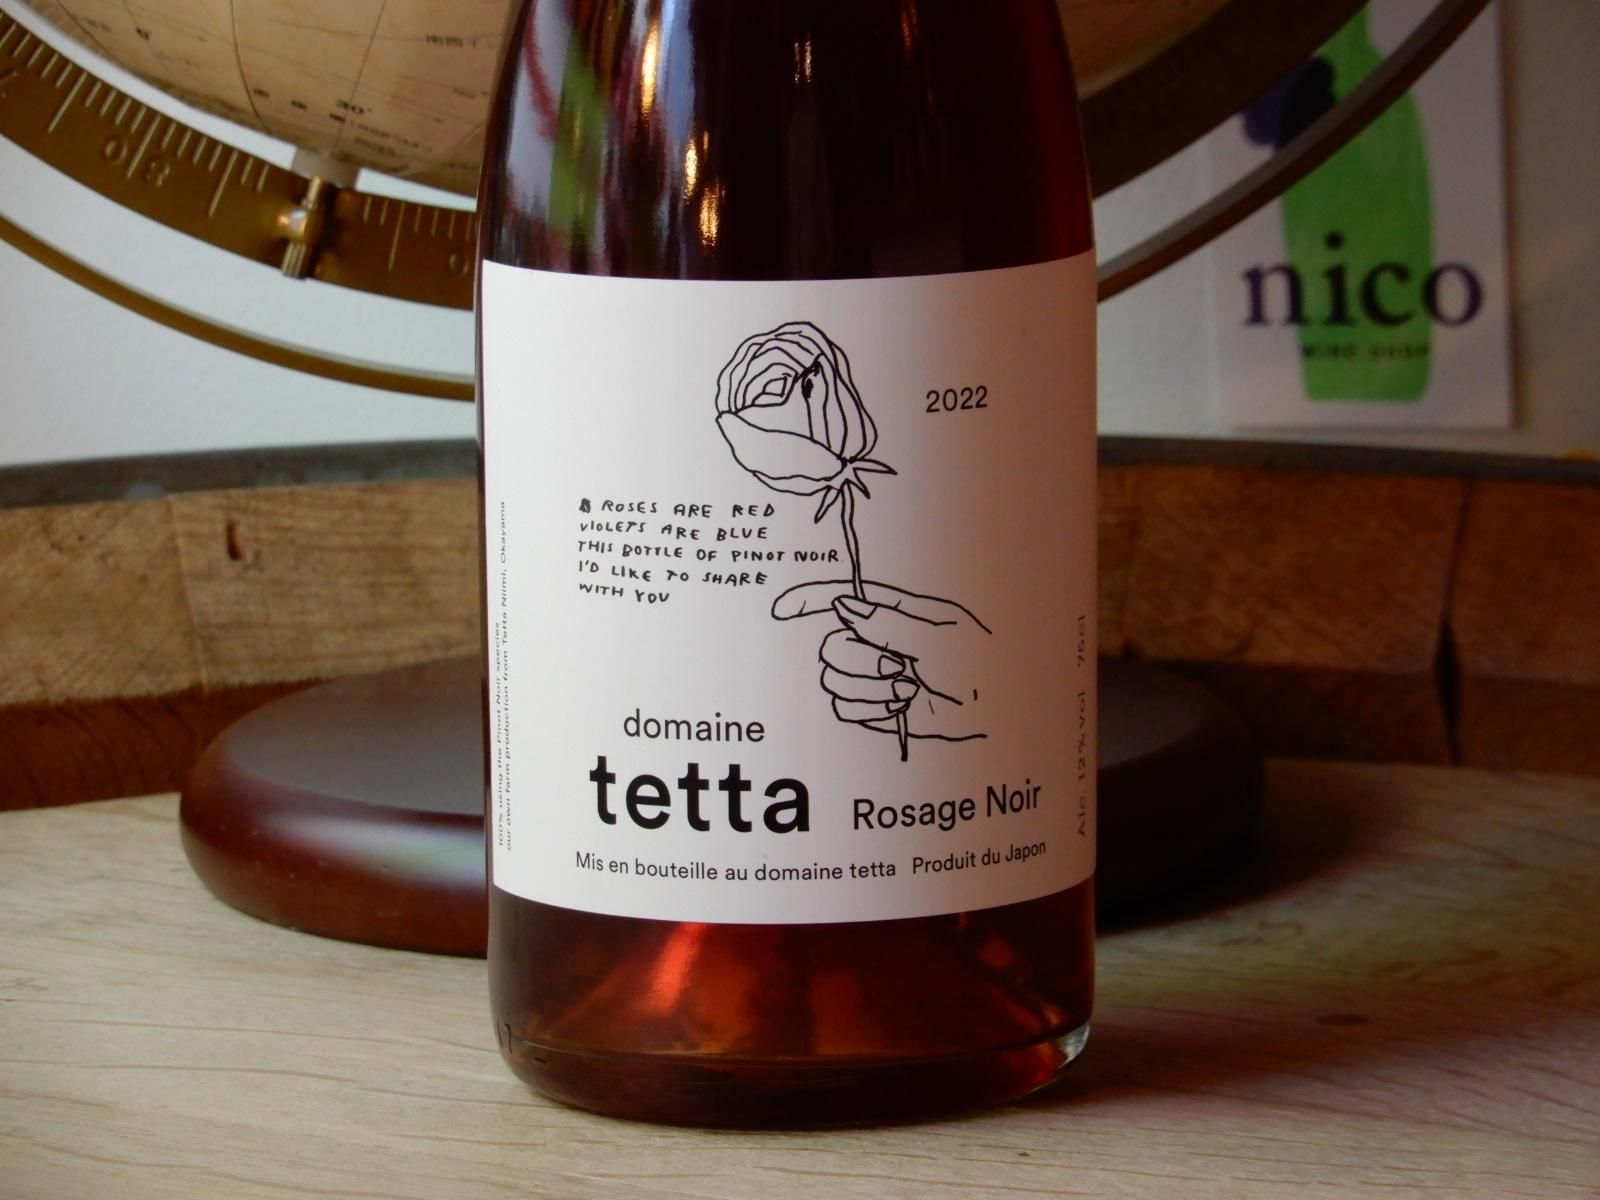 nico
WINE SHOP
2022
ROSES ARE RED
VIOLETS ARE BLUE
THIS BOTTLE OF PINOT NOIR
I'D LIKE TO SHARE
WITH YOU
domaine
tetta
Rosage Noir
Mis en bouteille au domaine tetta Produit du Japon
100% using the Pinot Noir species
our own farm production from Tetta Niimi, Okayama
Alc. 12% vol 75cl